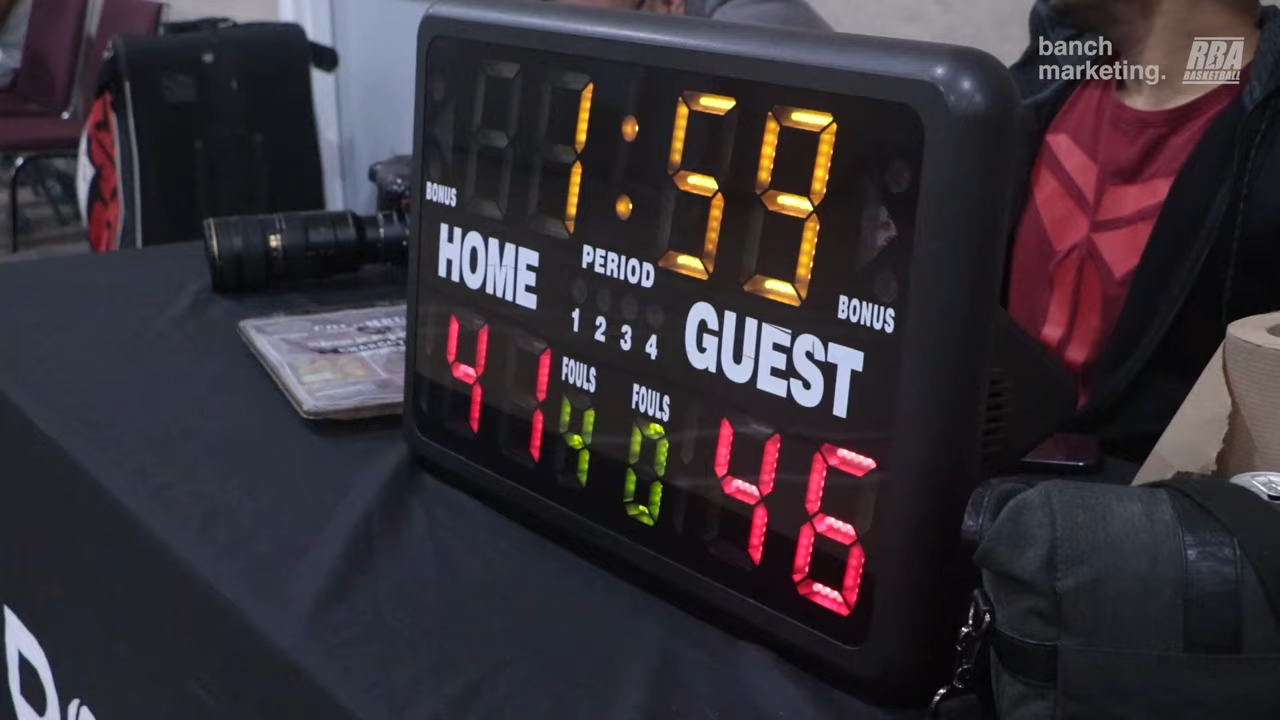 banch
marketing.
RBA
BASKETBALL
1:59
BONUS
HOME
PERIOD
1 2 3 4
GUEST
BONUS
41
FOULS
4
FOULS
0
46